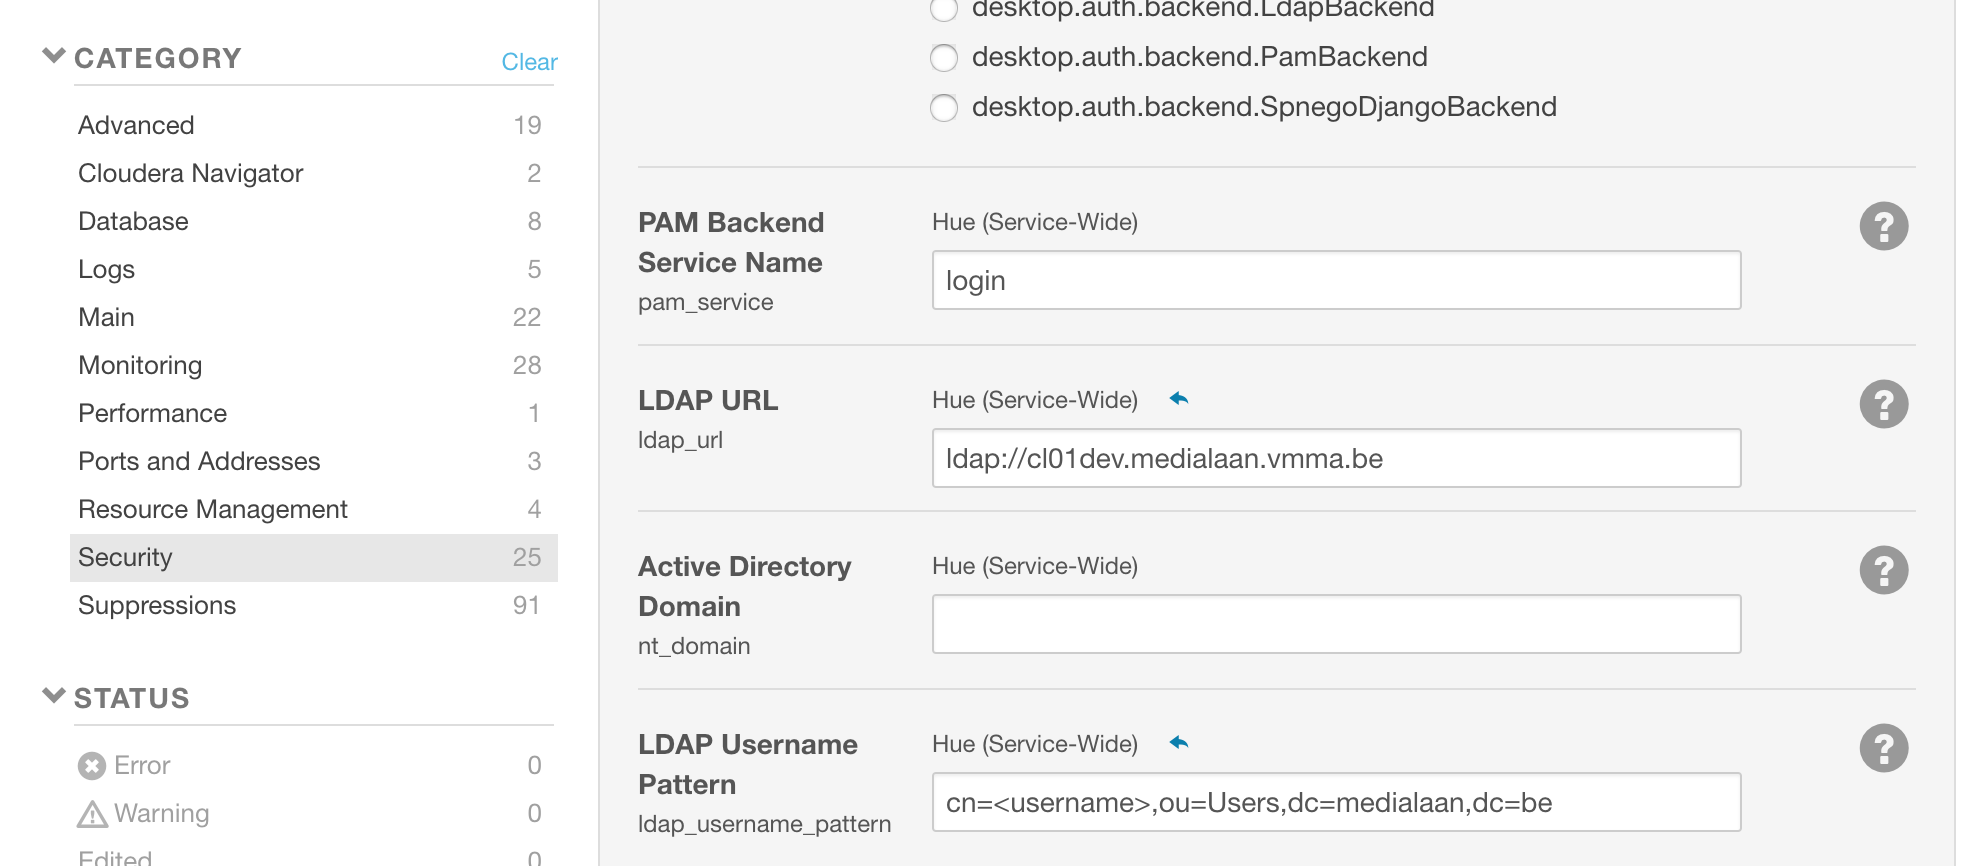 CATEGORY
Clear
Advanced 19
Cloudera Navigator 2
Database 8
Logs 5
Main 22
Monitoring 28
Performance 1
Ports and Addresses 3
Resource Management 4
Security 25
Suppressions 91
STATUS
Error 0
Warning 0
Edited 0
desktop.auth.backend.LdapBackend
desktop.auth.backend.PamBackend
desktop.auth.backend.SpnegoDjangoBackend
PAM Backend
Service Name
pam_service
Hue (Service-Wide)
login
LDAP URL
ldap_url
Hue (Service-Wide)
ldap://cl01dev.medialaan.vmma.be
Active Directory
Domain
nt_domain
Hue (Service-Wide)
LDAP Username
Pattern
ldap_username_pattern
Hue (Service-Wide)
cn=<username>,ou=Users,dc=medialaan,dc=be